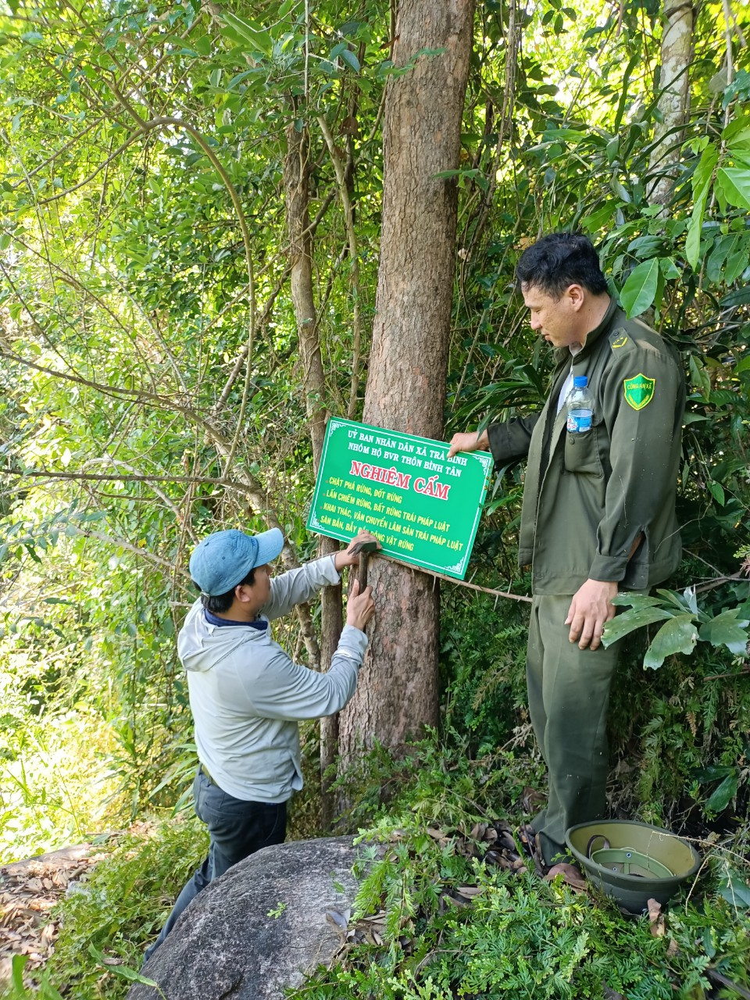 UỶ BAN NHÂN DÂN XÃ TRÀ BÌNH
NHÓM HỘ BVR THÔN BÌNH TÂN
NGHIÊM CẤM
- CHẶT PHÁ RỪNG, ĐỐT RỪNG
- LẤN CHIẾM RỪNG, ĐẤT RỪNG TRÁI PHÁP LUẬT
- KHAI THÁC, VẬN CHUYỂN LÂM SẢN TRÁI PHÁP LUẬT
SĂN BẮN, BẪY ĐỘNG VẬT RỪNG
CÔNG AN XÃ